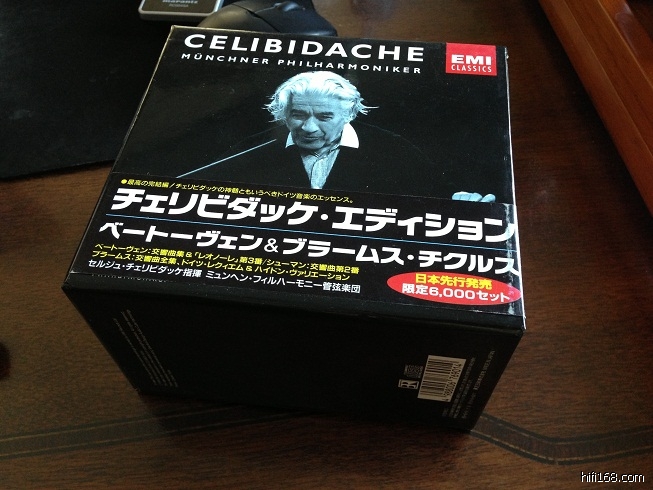 CELIBIDACHE
MÜNCHNER PHILHARMONIKER
EMI
CLASSICS
●最高の完結編/チェリビダッケの神髄ともいうべきドイツ音楽のエッセンス。
チェリビダッケ・エディション
ベートーヴェン&ブラームス・チクルス
ベートーヴェン:交響曲集&「レオノーレ」第3番/シューマン:交響曲第2番
ブラームス:交響曲全集、ドイツ・レクイエム&ハイドン・ヴァリエーション
セルジュ・チェリビダッケ指揮 ミュンヘン・フィルハーモニー管弦楽団
日本先行発売
限定6,000セット
hifi168.com